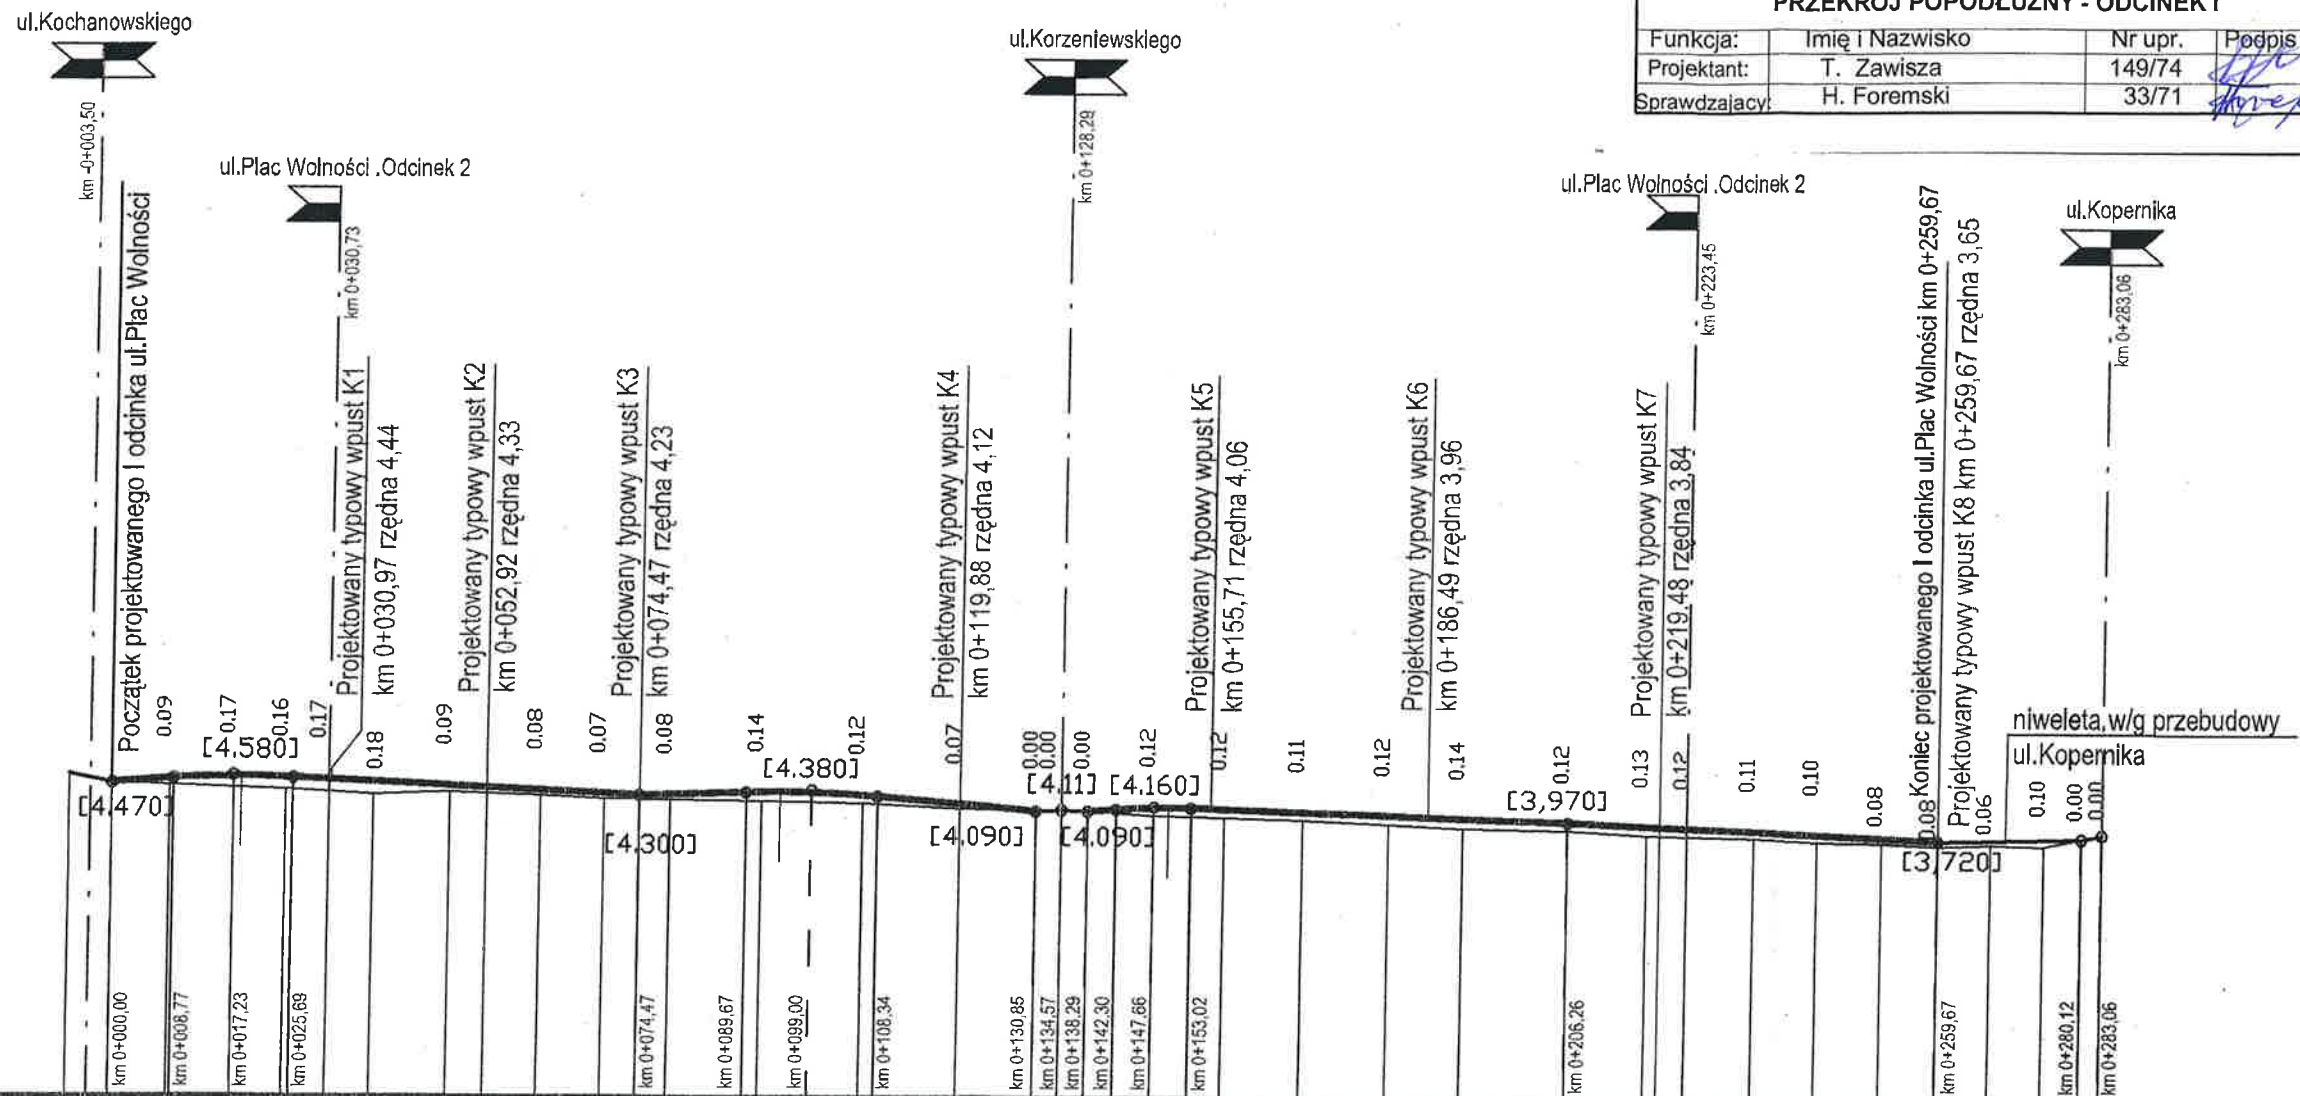 PRZEKRÓJ POPODŁUŻNY - ODCINEK I
Funkcja: Imię i Nazwisko Nr upr. Podpis
Projektant: T. Zawisza 149/74
Sprawdzajacy: H. Foremski 33/71
ul.Kochanowskiego
km -0+003,50
Początek projektowanego I odcinka ul.Plac Wolności
ul.Plac Wolności .Odcinek 2
km 0+030,73
Projektowany typowy wpust K1
km 0+030,97 rzędna 4,44
Projektowany typowy wpust K2
km 0+052,92 rzędna 4,33
Projektowany typowy wpust K3
km 0+074,47 rzędna 4,23
Projektowany typowy wpust K4
km 0+119,88 rzędna 4,12
ul.Korzeniewskiego
km 0+128,29
Projektowany typowy wpust K5
km 0+155,71 rzędna 4,06
Projektowany typowy wpust K6
km 0+186,49 rzędna 3,96
Projektowany typowy wpust K7
km 0+219,48 rzędna 3,84
ul.Plac Wolności .Odcinek 2
km 0+223,45
Koniec projektowanego I odcinka ul.Plac Wolności km 0+259,67
Projektowany typowy wpust K8 km 0+259,67 rzędna 3,65
ul.Kopernika
km 0+283,06
niweleta,w/g przebudowy
ul.Kopernika
0.09
0.17
0.16
0.17
0.18
0.09
0.08
0.07
0.08
0.14
0.12
0.07
0.00
0.00
0.00
0.12
0.12
0.11
0.12
0.14
0.12
0.13
0.12
0.11
0.10
0.08
0.08
0.06
0.10
0.00
0.00
[4.470]
[4.580]
[4.300]
[4.380]
[4.090]
[4.11]
[4.090]
[4.160]
[3,970]
[3,720]
km 0+000,00
km 0+008,77
km 0+017,23
km 0+025,69
km 0+074,47
km 0+089,67
km 0+099,00
km 0+108,34
km 0+130,85
km 0+134,57
km 0+138,29
km 0+142,30
km 0+147,66
km 0+153,02
km 0+206,26
km 0+259,67
km 0+280,12
km 0+283,06